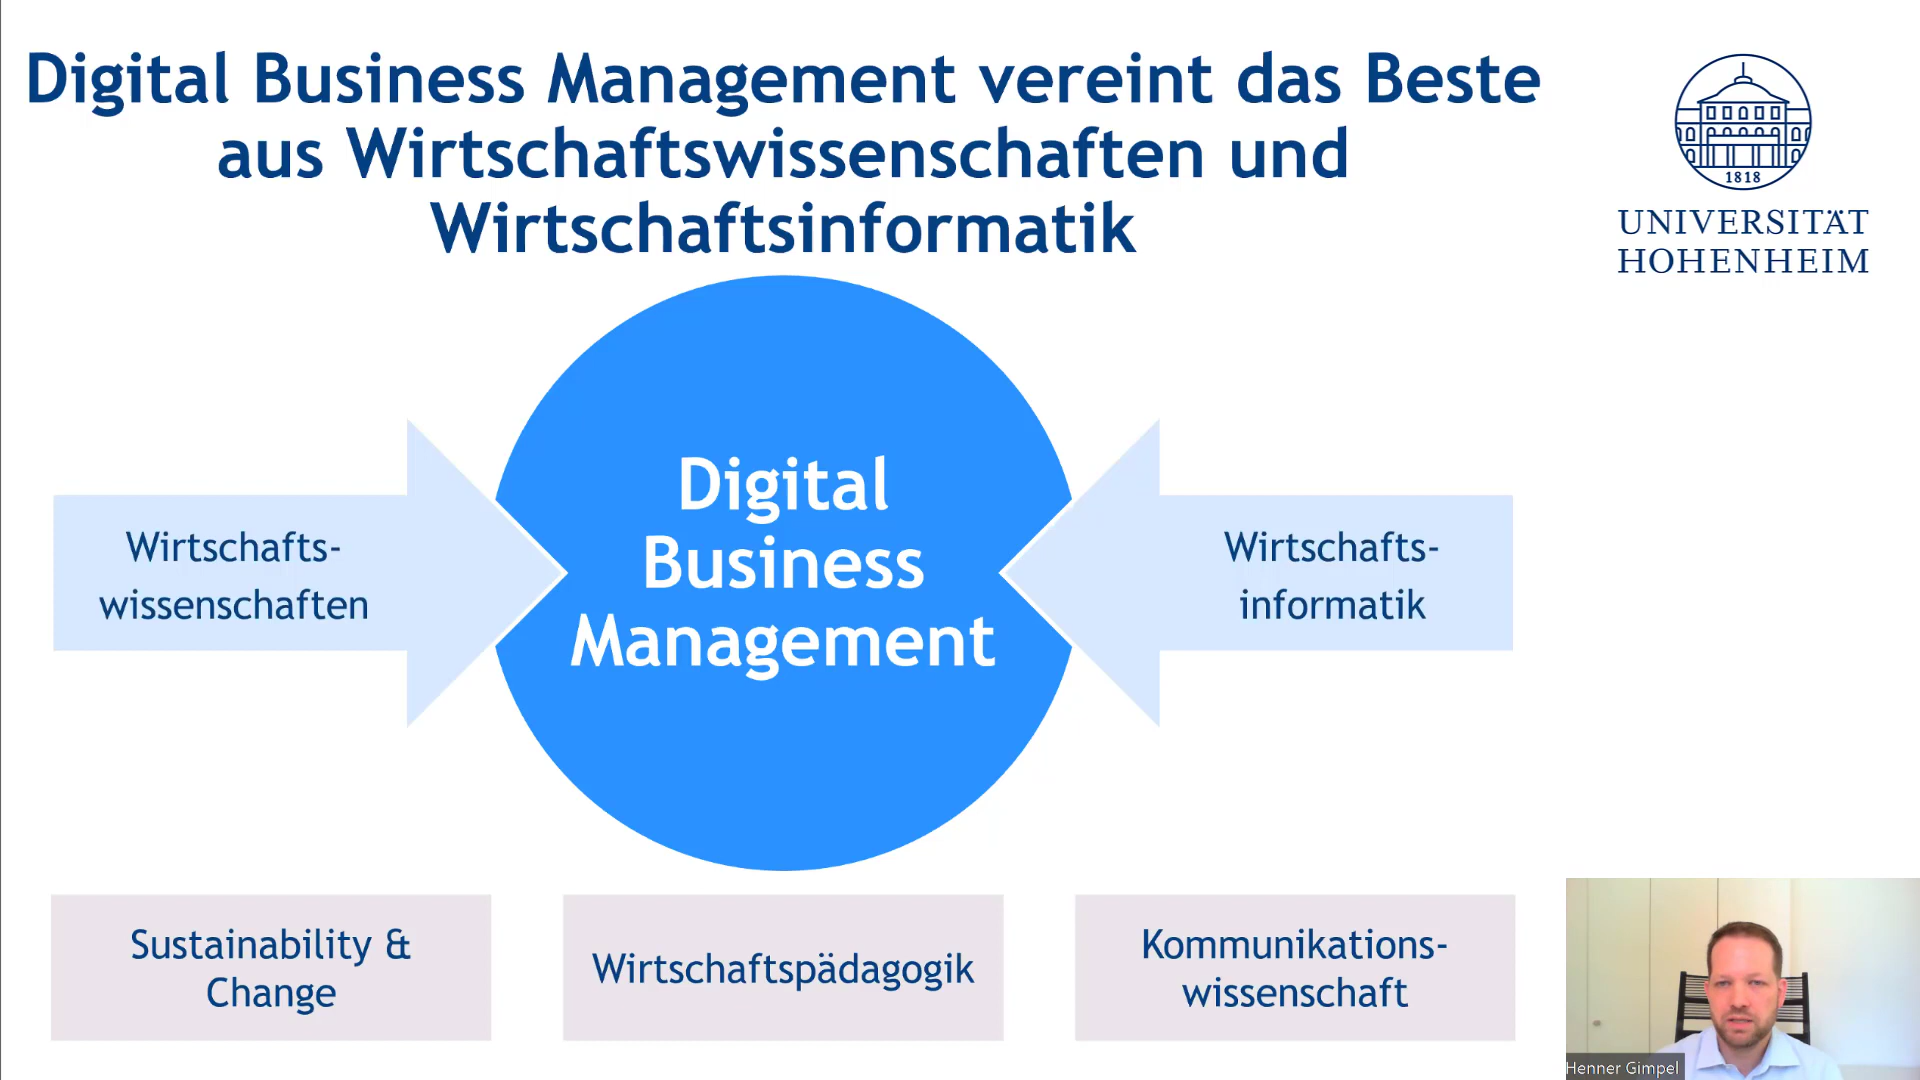 Digital Business Management vereint das Beste
aus Wirtschaftswissenschaften und
Wirtschaftsinformatik
1818
UNIVERSITÄT
HOHENHEIM
Wirtschafts-
wissenschaften
Digital
Business
Management
Wirtschafts-
informatik
Sustainability &
Change
Wirtschaftspädagogik
Kommunikations-
wissenschaft
Henner Gimpel